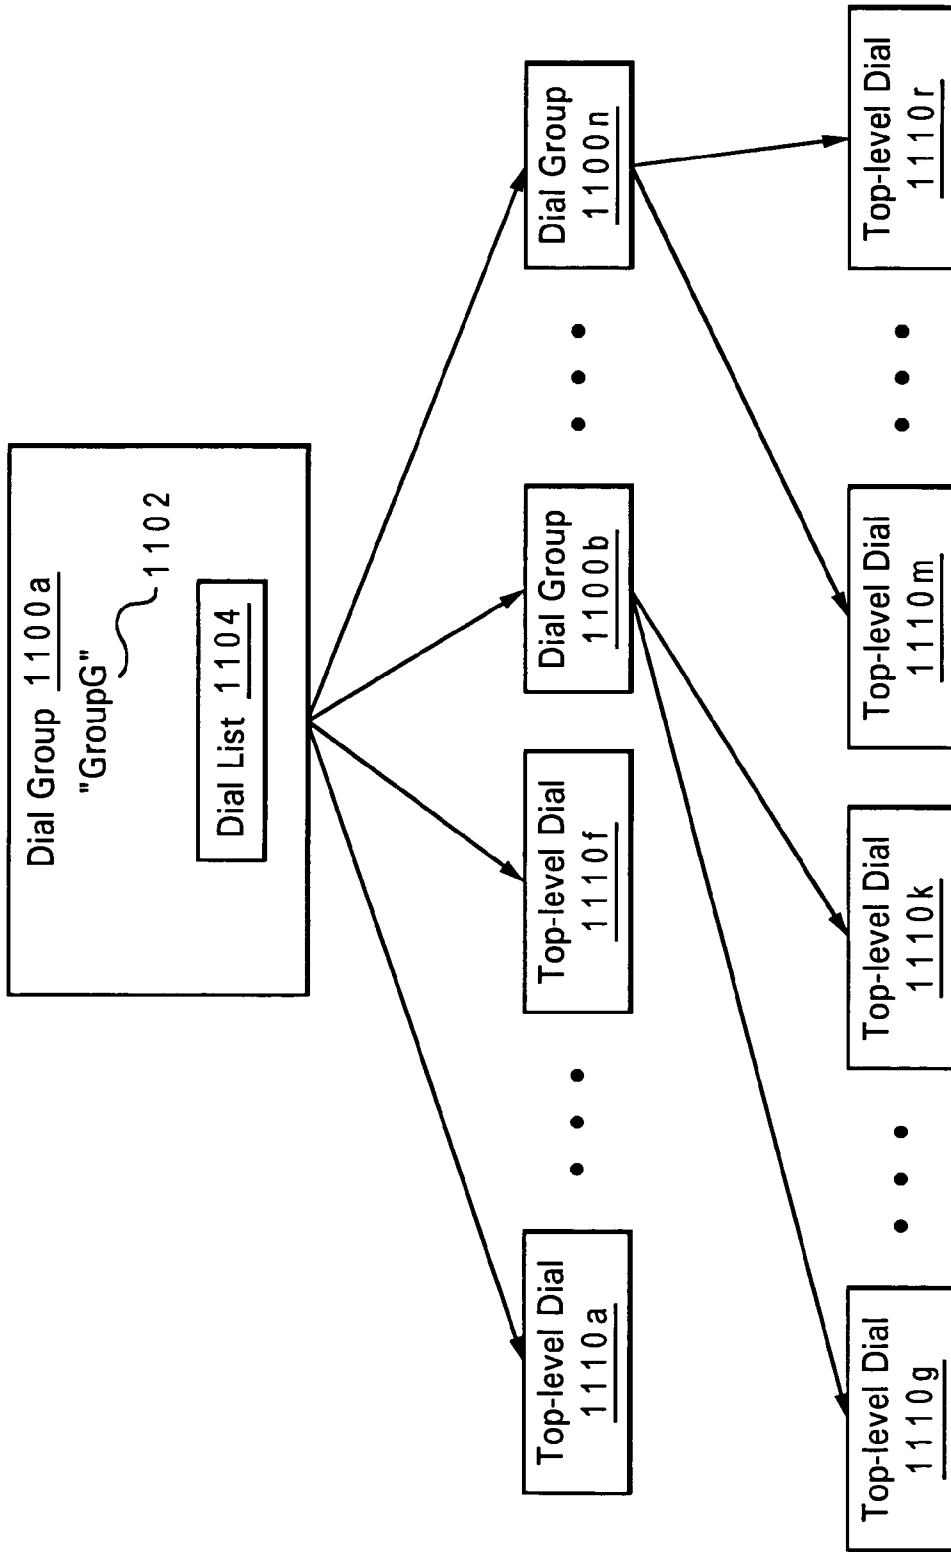 Dial Group 1100a
"GroupG"
1102
Dial List 1104
Top-level Dial
1110a
Top-level Dial
1110f
Dial Group
1100b
Dial Group
1100n
Top-level Dial
1110g
Top-level Dial
1110k
Top-level Dial
1110m
Top-level Dial
1110r